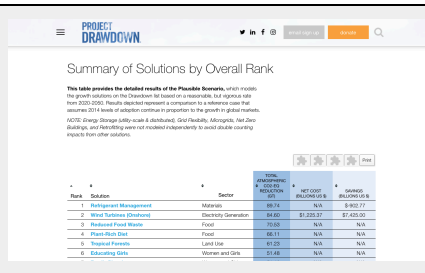 PROJECT
DRAWDOWN.
email sign up
donate
Summary of Solutions by Overall Rank
This table provides the detailed results of the Plausible Scenario, which models
the growth solutions on the Drawdown list based on a reasonable, but vigorous rate
from 2020-2050. Results depicted represent a comparison to a reference case that
assumes 2014 levels of adoption continue in proportion to the growth in global markets.
NOTE: Energy Storage (utility-scale & distributed), Grid Flexibility, Microgrids, Net Zero
Buildings, and Retrofitting were not modeled independently to avoid double counting
impacts from other solutions.
Print
Rank Solution Sector TOTAL ATMOSPHERIC CO2-EQ REDUCTION (GT) NET COST (BILLIONS US $) SAVINGS (BILLIONS US $)
1 Refrigerant Management Materials 89.74 N/A $-902.77
2 Wind Turbines (Onshore) Electricity Generation 84.60 $1,225.37 $7,425.00
3 Reduced Food Waste Food 70.53 N/A N/A
4 Plant-Rich Diet Food 66.11 N/A N/A
5 Tropical Forests Land Use 61.23 N/A N/A
6 Educating Girls Women and Girls 51.48 N/A N/A